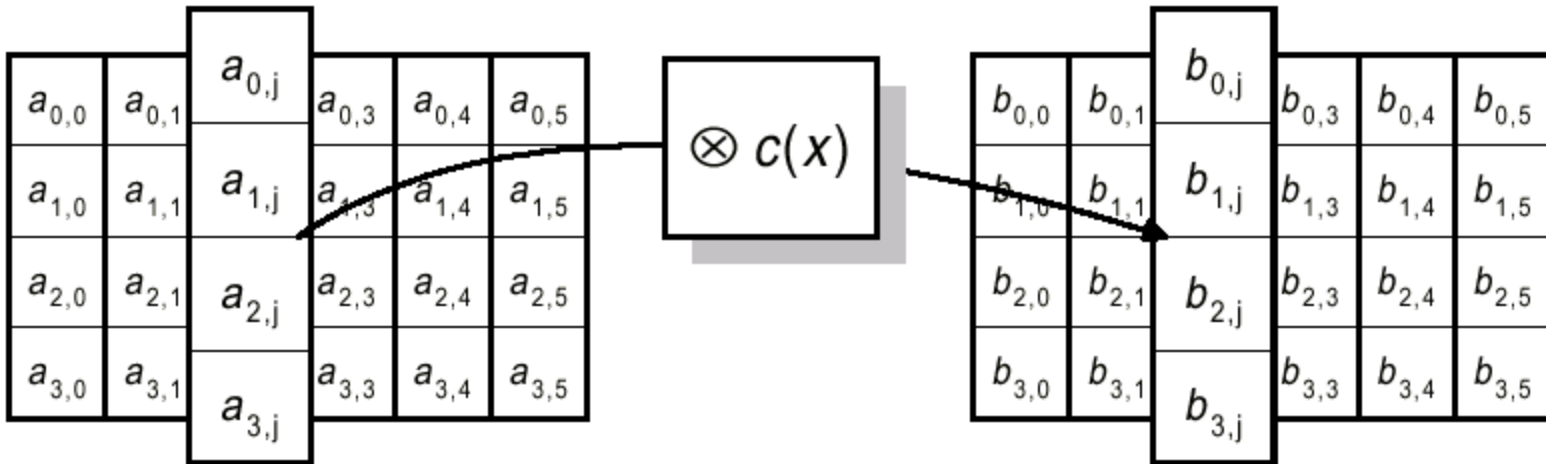 a0,j b0,j
a0,0 a0,1 a0,3 a0,4 a0,5 b0,0 b0,1 b0,3 b0,4 b0,5
⊗ c(x)
a1,j b1,j
a1,0 a1,1 a1,3 a1,4 a1,5 b1,0 b1,1 b1,3 b1,4 b1,5
a2,j b2,j
a2,0 a2,1 a2,3 a2,4 a2,5 b2,0 b2,1 b2,3 b2,4 b2,5
a3,0 a3,1 a3,3 a3,4 a3,5 b3,0 b3,1 b3,3 b3,4 b3,5
a3,j b3,j